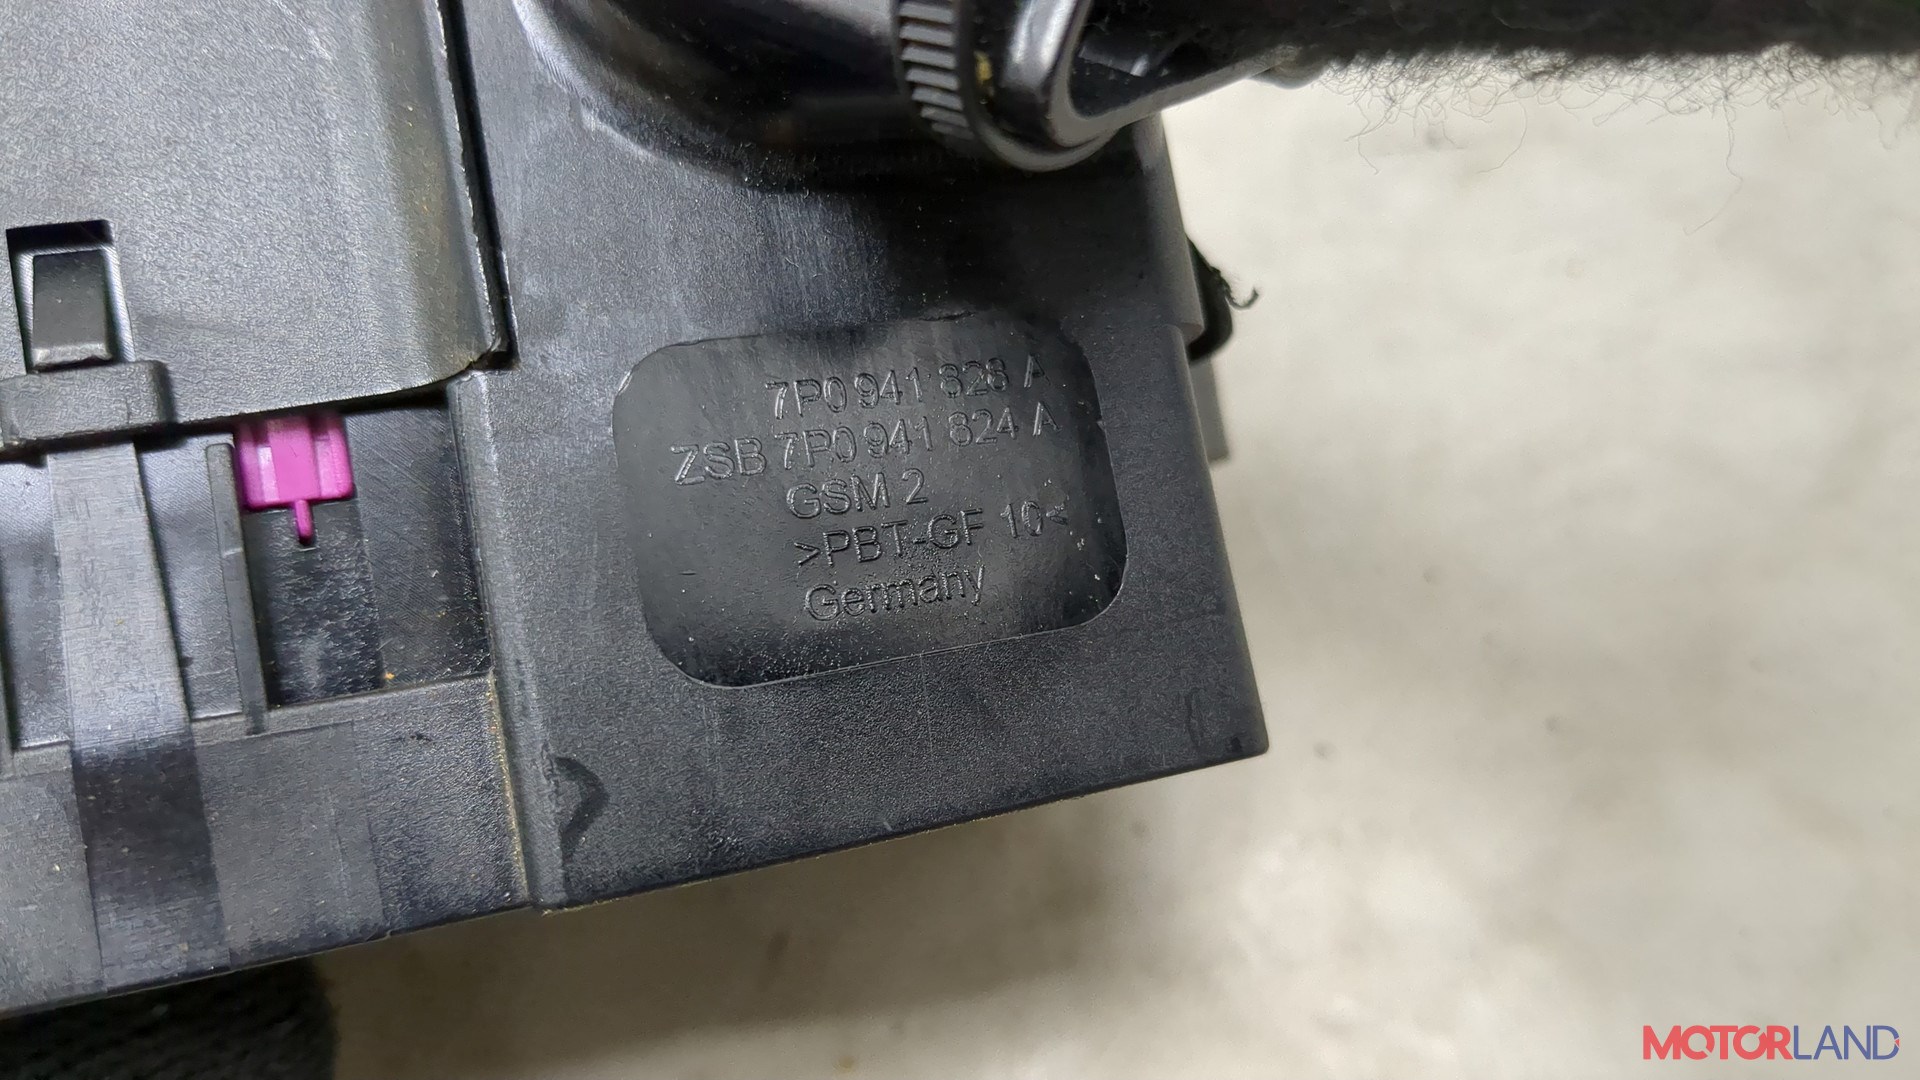 7P0 941 828 A
ZSB 7P0 941 824 A
GSM 2
>PBT-GF 10<
Germany
MOTORLAND